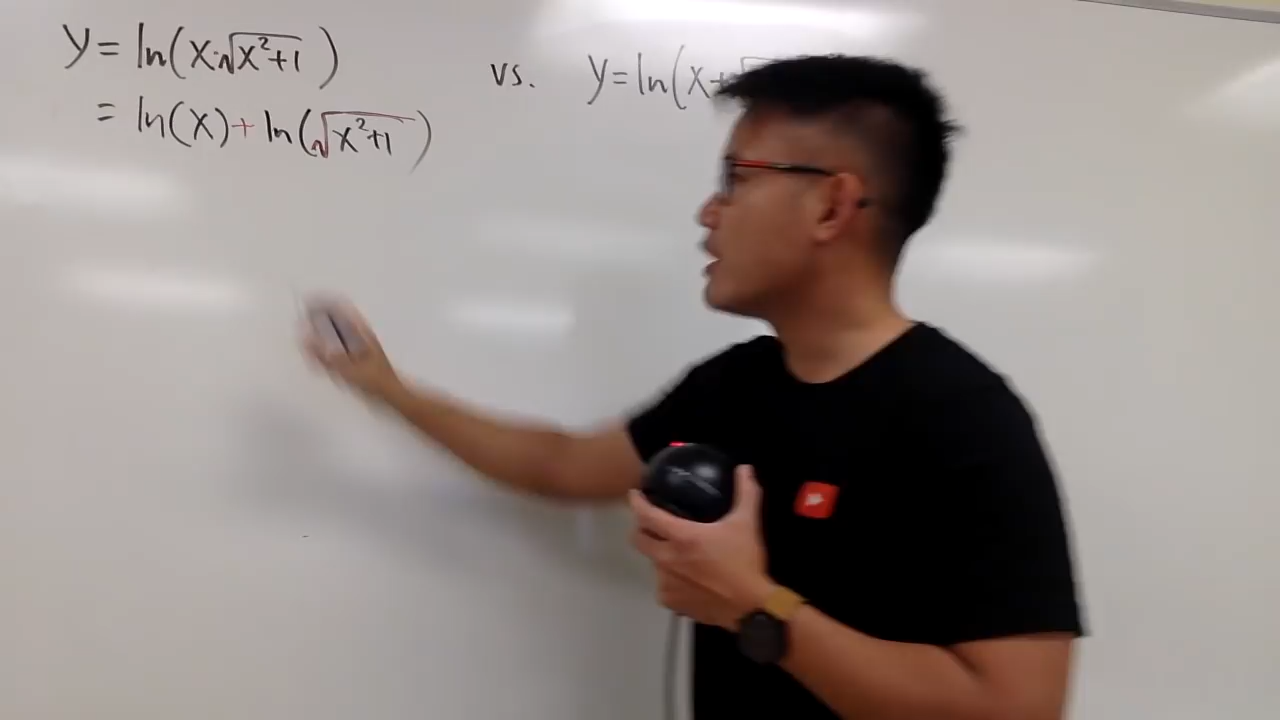 y = ln(x·√x²+1)
= ln(x) + ln(√x²+1)
vs.
y = ln(x+√